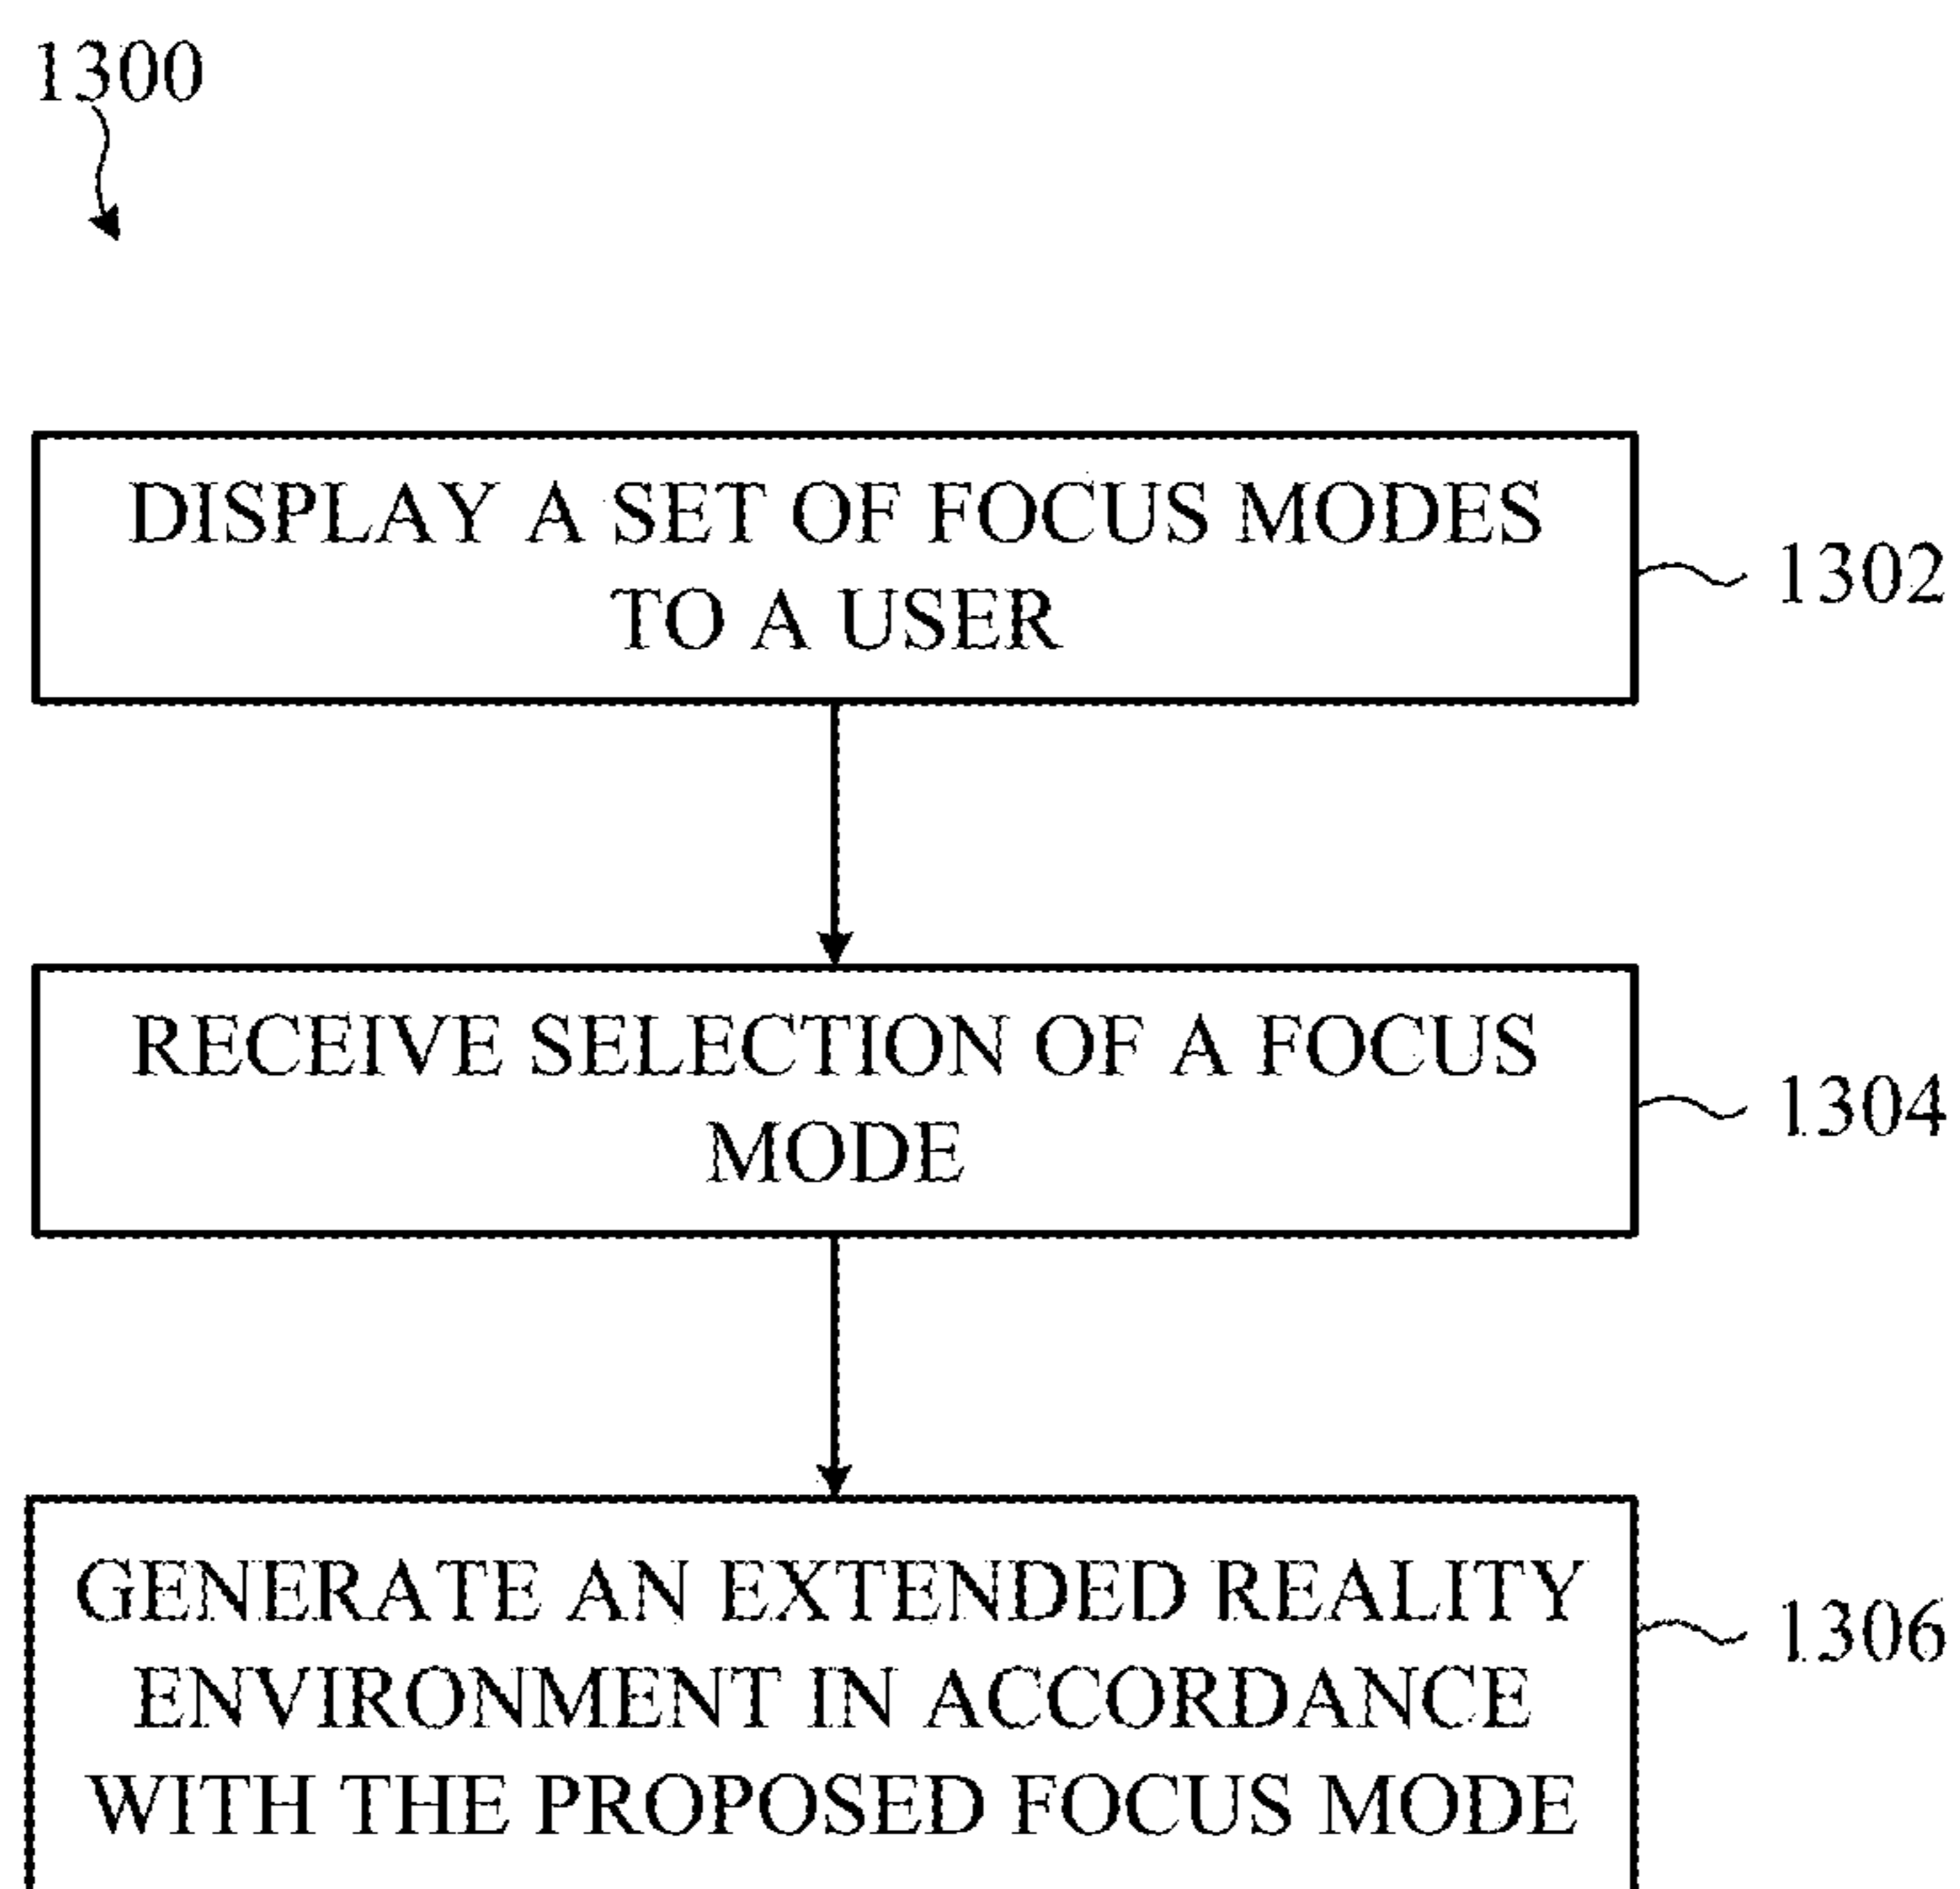 1300
DISPLAY A SET OF FOCUS MODES
TO A USER
1302
RECEIVE SELECTION OF A FOCUS
MODE
1304
GENERATE AN EXTENDED REALITY
ENVIRONMENT IN ACCORDANCE
WITH THE PROPOSED FOCUS MODE
1306